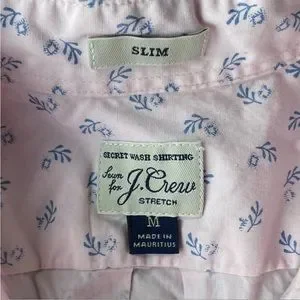 SLIM
SECRET WASH SHIRTING
Sewn for J.Crew
STRETCH
M
MADE IN
MAURITIUS